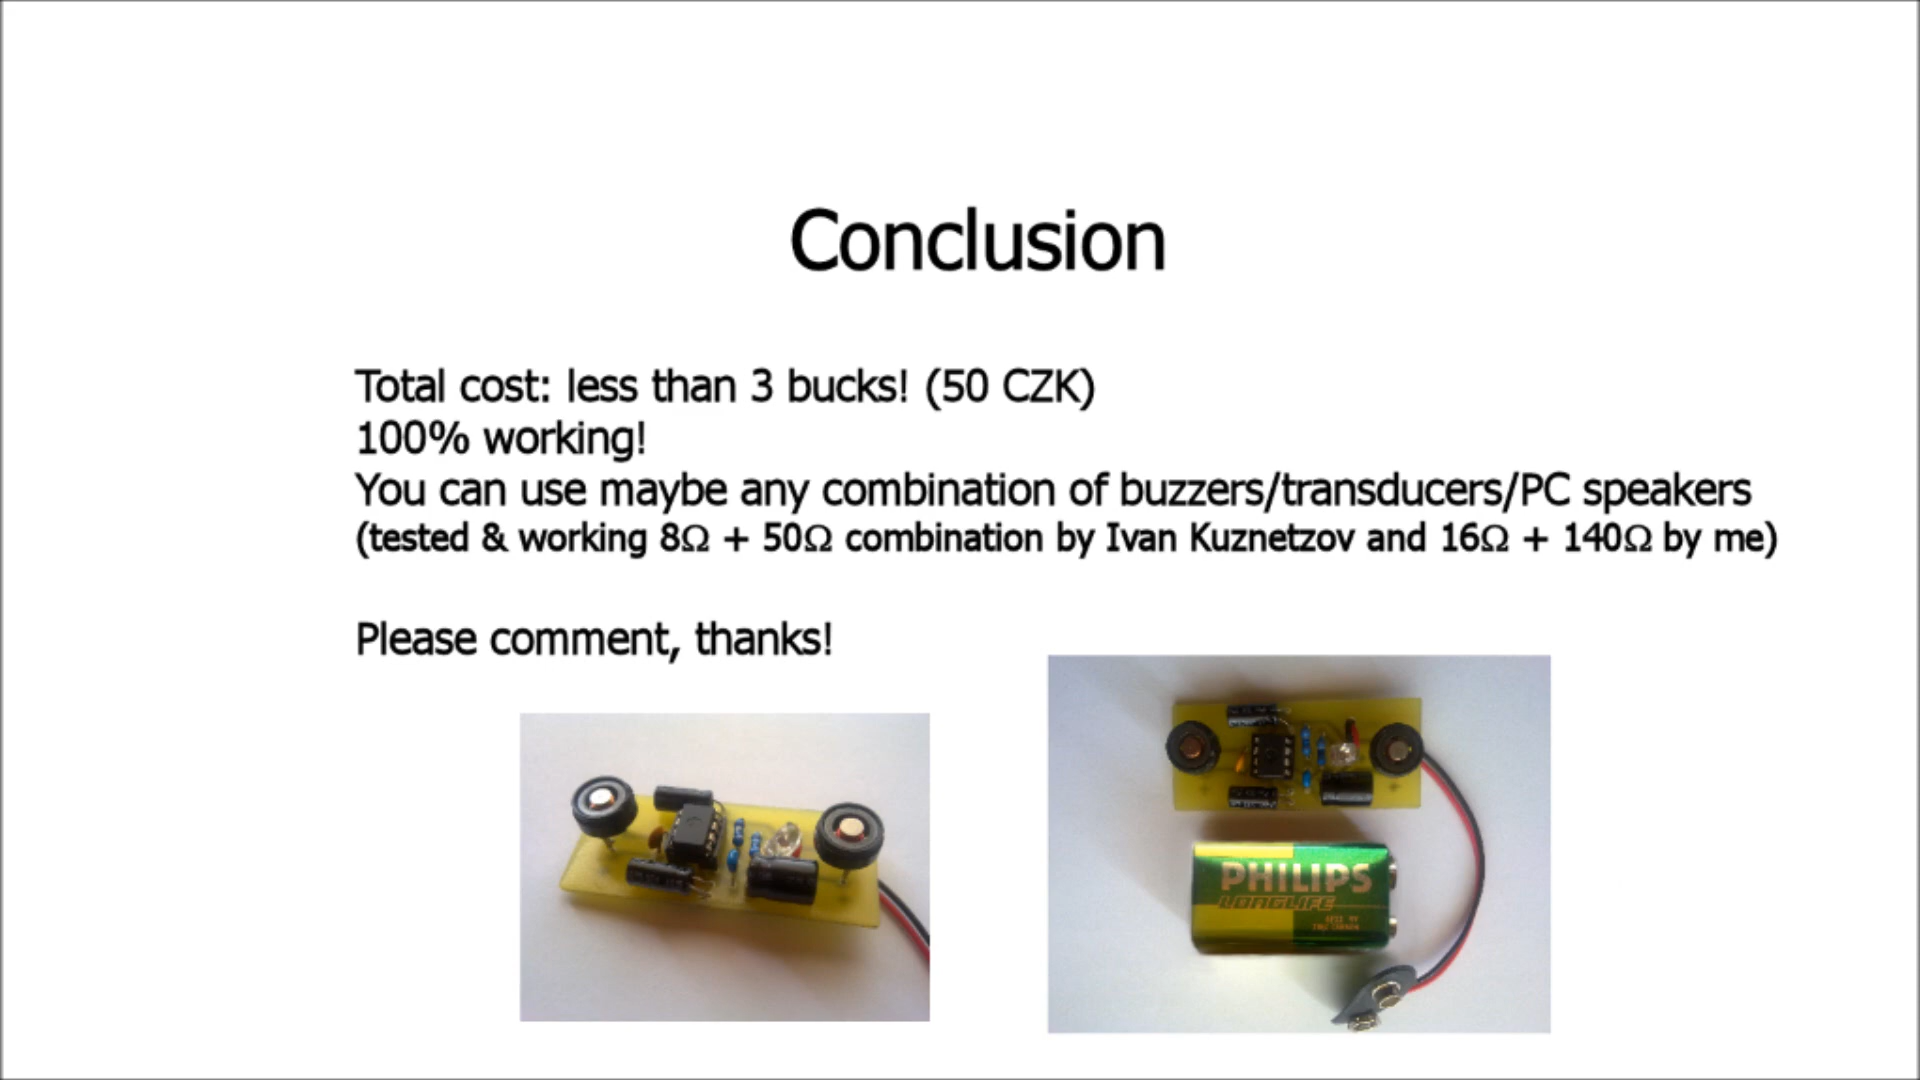 Conclusion
Total cost: less than 3 bucks! (50 CZK)
100% working!
You can use maybe any combination of buzzers/transducers/PC speakers
(tested & working 8Ω + 50Ω combination by Ivan Kuznetzov and 16Ω + 140Ω by me)
Please comment, thanks!
PHILIPS
LONGLIFE